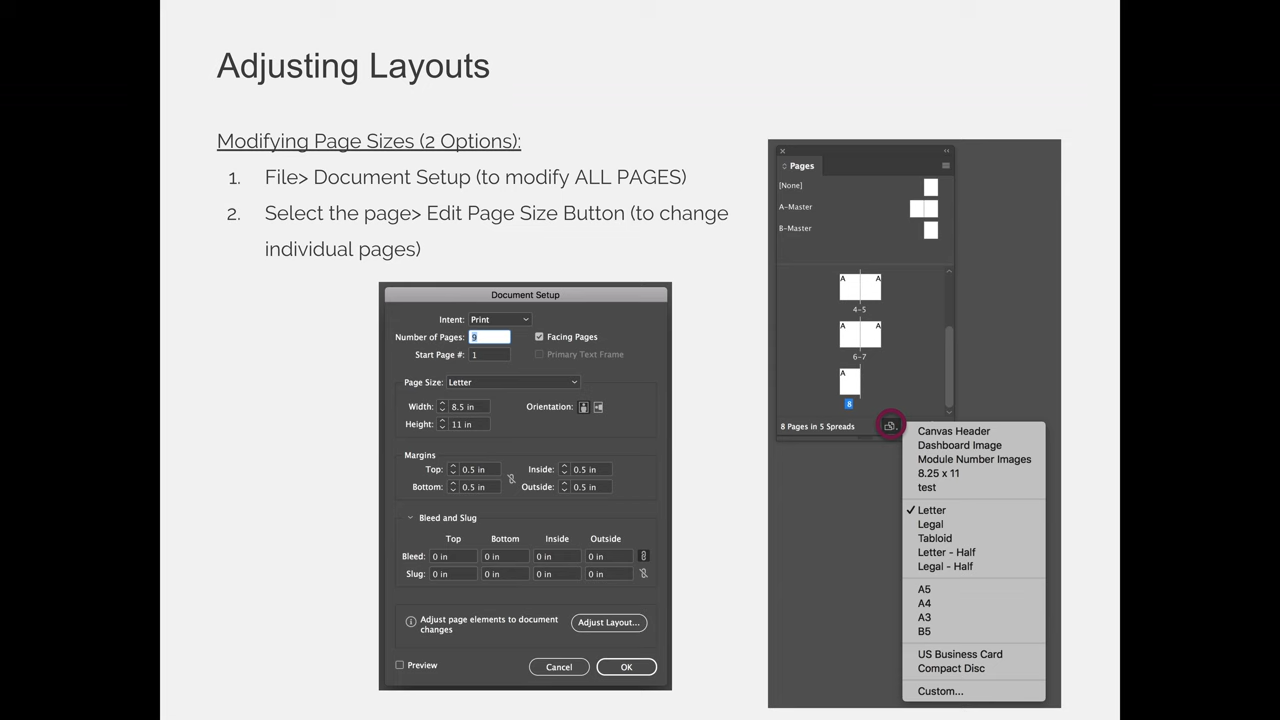 Adjusting Layouts
Modifying Page Sizes (2 Options):
1. File> Document Setup (to modify ALL PAGES)
2. Select the page> Edit Page Size Button (to change
individual pages)
Document Setup
Intent: Print
Number of Pages: 9 Facing Pages
Start Page #: 1 Primary Text Frame
Page Size: Letter
Width: 8.5 in Orientation:
Height: 11 in
Margins
Top: 0.5 in Inside: 0.5 in
Bottom: 0.5 in Outside: 0.5 in
Bleed and Slug
Top Bottom Inside Outside
Bleed: 0 in 0 in 0 in 0 in
Slug: 0 in 0 in 0 in 0 in
Adjust page elements to document
changes
Adjust Layout...
Preview Cancel OK
Pages
[None]
A-Master
B-Master
A A
4-5
A A
6-7
A
8
8 Pages in 5 Spreads
Canvas Header
Dashboard Image
Module Number Images
8.25 x 11
test
Letter
Legal
Tabloid
Letter - Half
Legal - Half
A5
A4
A3
B5
US Business Card
Compact Disc
Custom...